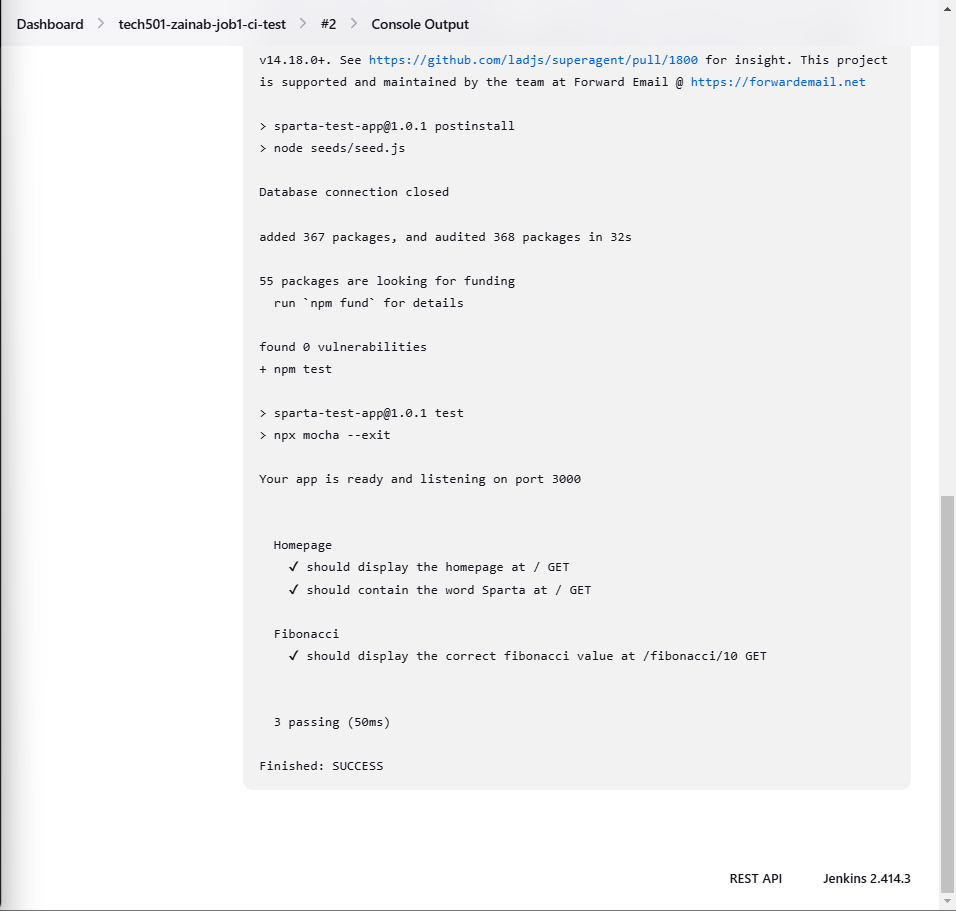 Dashboard > tech501-zainab-job1-ci-test > #2 > Console Output
v14.18.0+. See https://github.com/ladjs/superagent/pull/1800 for insight. This project
is supported and maintained by the team at Forward Email @ https://forwardemail.net
> sparta-test-app@1.0.1 postinstall
> node seeds/seed.js
Database connection closed
added 367 packages, and audited 368 packages in 32s
55 packages are looking for funding
run `npm fund` for details
found 0 vulnerabilities
+ npm test
> sparta-test-app@1.0.1 test
> npx mocha --exit
Your app is ready and listening on port 3000
Homepage
✓ should display the homepage at / GET
✓ should contain the word Sparta at / GET
Fibonacci
✓ should display the correct fibonacci value at /fibonacci/10 GET
3 passing (50ms)
Finished: SUCCESS
REST API Jenkins 2.414.3